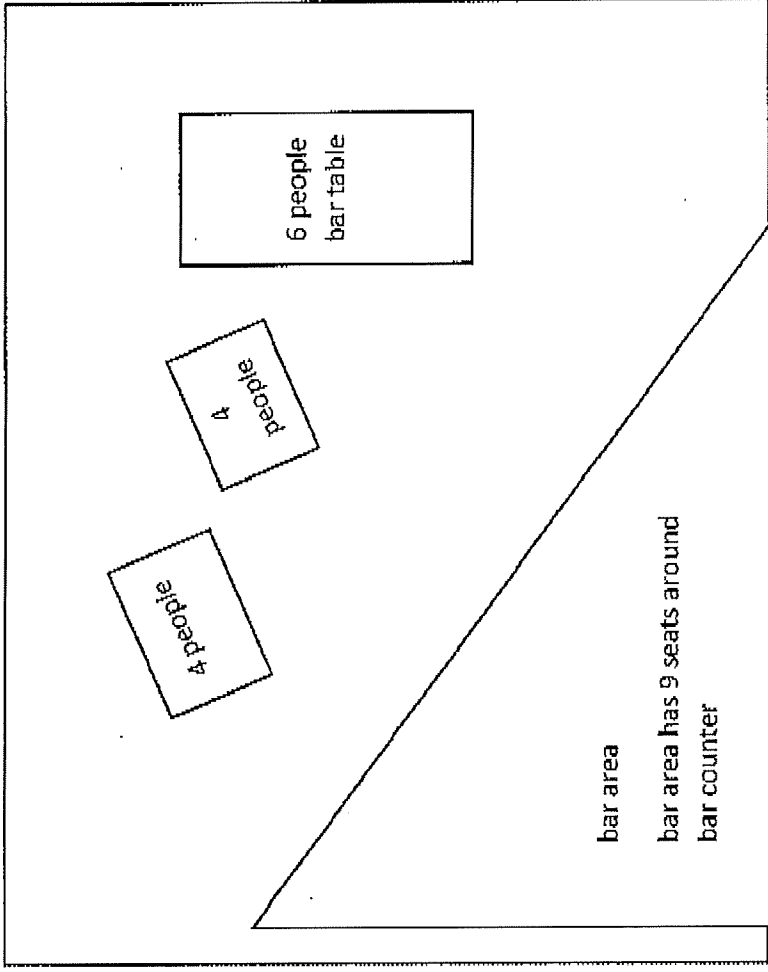 4 people
4
people
6 people
bar table
bar area
bar area has 9 seats around
bar counter